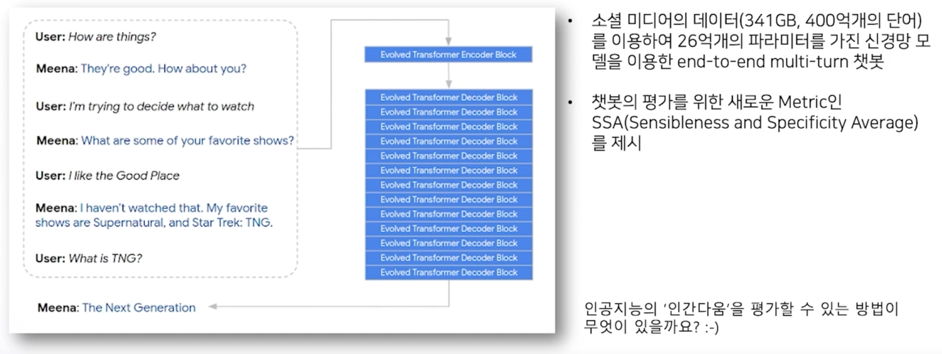 User: How are things?
Meena: They're good. How about you?
User: I'm trying to decide what to watch
Meena: What are some of your favorite shows?
User: I like the Good Place
Meena: I haven't watched that. My favorite
shows are Supernatural, and Star Trek: TNG.
User: What is TNG?
Meena: The Next Generation
Evolved Transformer Encoder Block
Evolved Transformer Decoder Block
Evolved Transformer Decoder Block
Evolved Transformer Decoder Block
Evolved Transformer Decoder Block
Evolved Transformer Decoder Block
Evolved Transformer Decoder Block
Evolved Transformer Decoder Block
Evolved Transformer Decoder Block
Evolved Transformer Decoder Block
Evolved Transformer Decoder Block
Evolved Transformer Decoder Block
Evolved Transformer Decoder Block
Evolved Transformer Decoder Block
• 소셜 미디어의 데이터(341GB, 400억개의 단어)
를 이용하여 26억개의 파라미터를 가진 신경망 모
델을 이용한 end-to-end multi-turn 챗봇
• 챗봇의 평가를 위한 새로운 Metric인
SSA(Sensibleness and Specificity Average)
를 제시
인공지능의 '인간다움'을 평가할 수 있는 방법이
무엇이 있을까요? :-)